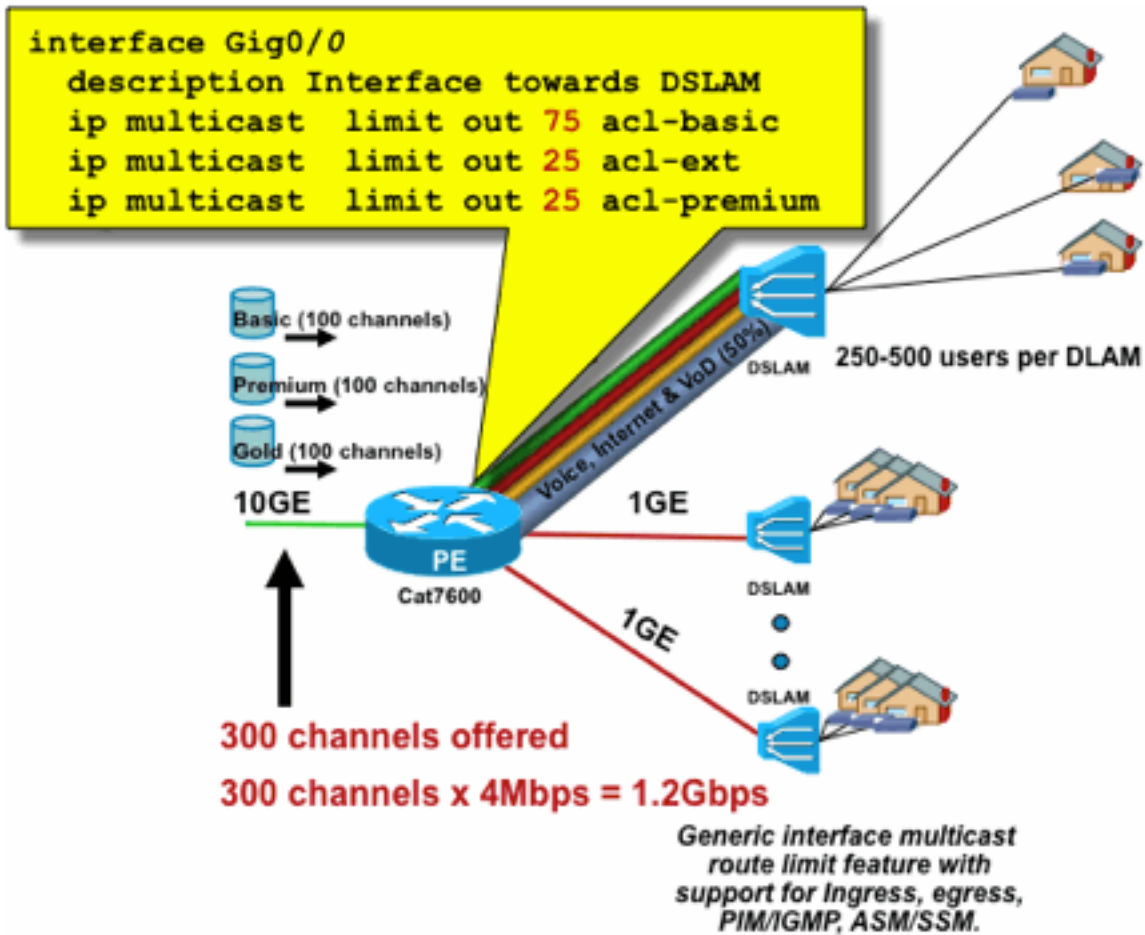 interface Gig0/0
description Interface towards DSLAM
ip multicast limit out 75 acl-basic
ip multicast limit out 25 acl-ext
ip multicast limit out 25 acl-premium
Basic (100 channels)
Premium (100 channels)
Gold (100 channels)
10GE
PE
Cat7600
Voice, Internet & VoD (50%)
DSLAM
250-500 users per DLAM
1GE
DSLAM
1GE
DSLAM
300 channels offered
300 channels x 4Mbps = 1.2Gbps
Generic interface multicast
route limit feature with
support for Ingress, egress,
PIM/IGMP, ASM/SSM.